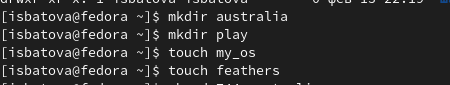 [isbatova@fedora ~]$ mkdir australia
[isbatova@fedora ~]$ mkdir play
[isbatova@fedora ~]$ touch my_os
[isbatova@fedora ~]$ touch feathers